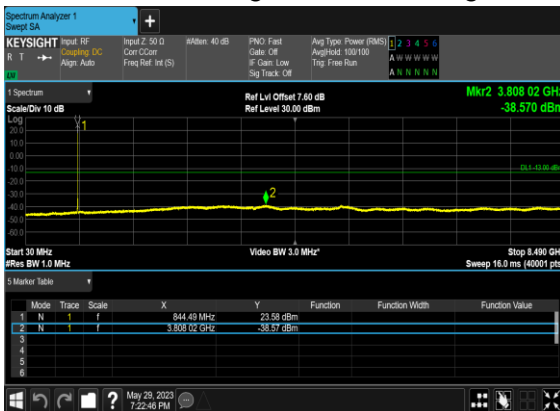 Spectrum Analyzer 1
Swept SA
+
KEYSIGHT Input: RF Input Z: 50 Ω #Atten: 40 dB PNO: Fast Avg Type: Power (RMS) 1 2 3 4 5 6
R T Coupling: DC Corr CCorr Gate: Off Avg|Hold: 100/100 A W W W W W
Align: Auto Freq Ref: Int (S) IF Gain: Low Trig: Free Run
Sig Track: Off A N N N N N
LV
1 Spectrum Ref Lvl Offset 7.60 dB Mkr2 3.808 02 GHz
Scale/Div 10 dB Ref Level 30.00 dBm -38.570 dBm
Log
20.0 1
10.0
0.00
-10.0 DL1 -13.00 dBm
-20.0
-30.0 2
-40.0
-50.0
-60.0
Start 30 MHz Video BW 3.0 MHz* Stop 8.490 GHz
#Res BW 1.0 MHz Sweep 16.0 ms (40001 pts
5 Marker Table
Mode Trace Scale X Y Function Function Width Function Value
1 N 1 f 844.49 MHz 23.58 dBm
2 N 1 f 3.808 02 GHz -38.57 dBm
3
4
5
6
? May 29, 2023
7:22:46 PM